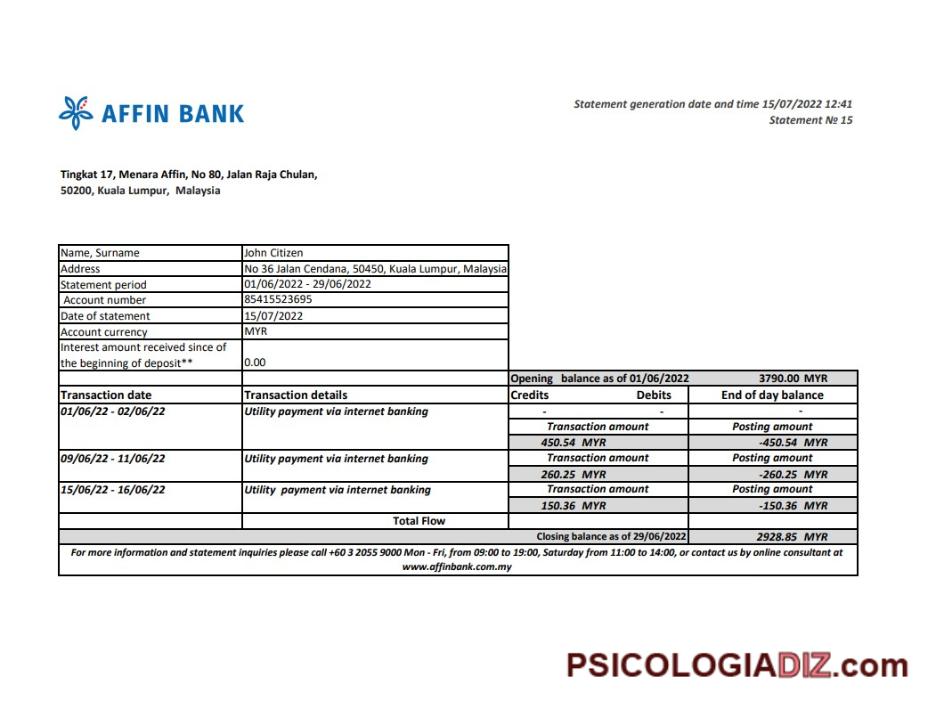 AFFIN BANK
Statement generation date and time 15/07/2022 12:41
Statement № 15
Tingkat 17, Menara Affin, No 80, Jalan Raja Chulan,
50200, Kuala Lumpur, Malaysia
Name, Surname John Citizen
Address No 36 Jalan Cendana, 50450, Kuala Lumpur, Malaysia
Statement period 01/06/2022 - 29/06/2022
Account number 85415523695
Date of statement 15/07/2022
Account currency MYR
Interest amount received since of
the beginning of deposit** 0.00
Opening balance as of 01/06/2022 3790.00 MYR
Transaction date Transaction details Credits Debits End of day balance
01/06/22 - 02/06/22 Utility payment via internet banking - - -
Transaction amount Posting amount
450.54 MYR -450.54 MYR
09/06/22 - 11/06/22 Utility payment via internet banking Transaction amount Posting amount
260.25 MYR -260.25 MYR
15/06/22 - 16/06/22 Utility payment via internet banking Transaction amount Posting amount
150.36 MYR -150.36 MYR
Total Flow
Closing balance as of 29/06/2022 2928.85 MYR
For more information and statement inquiries please call +60 3 2055 9000 Mon - Fri, from 09:00 to 19:00, Saturday from 11:00 to 14:00, or contact us by online consultant at
www.affinbank.com.my
PSICOLOGIADIZ.com